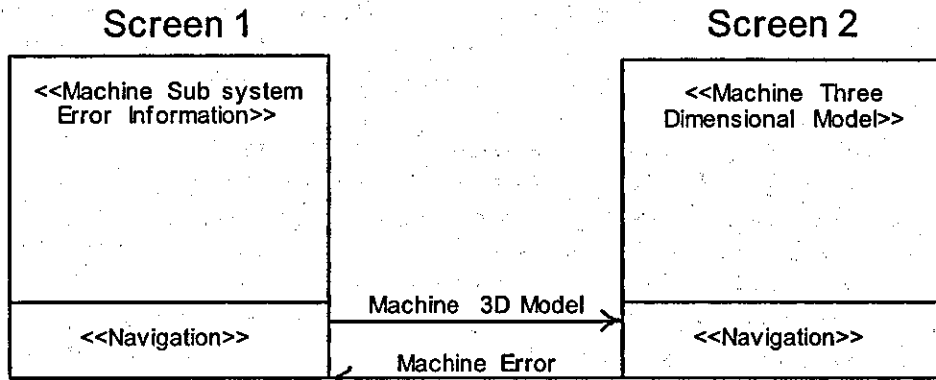 Screen 1
Screen 2
<<Machine Sub system
Error Information>>
<<Machine Three
Dimensional Model>>
Machine 3D Model
<<Navigation>>
<<Navigation>>
Machine Error